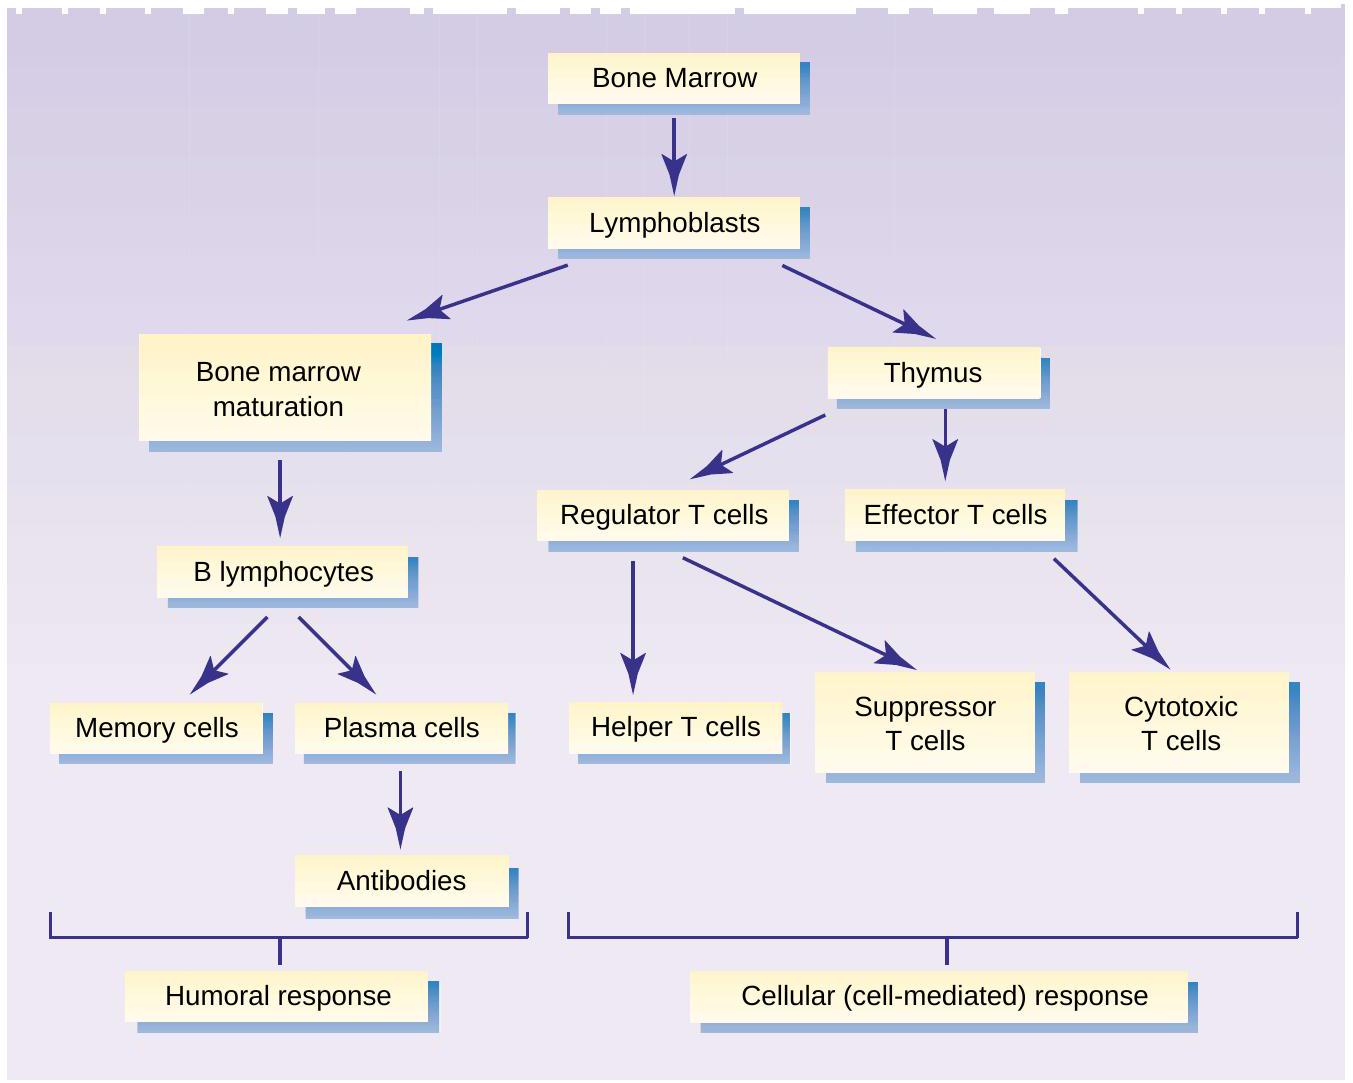 Bone Marrow
Lymphoblasts
Bone marrow
maturation
Thymus
Regulator T cells
Effector T cells
B lymphocytes
Memory cells
Plasma cells
Helper T cells
Suppressor
T cells
Cytotoxic
T cells
Antibodies
Humoral response
Cellular (cell-mediated) response